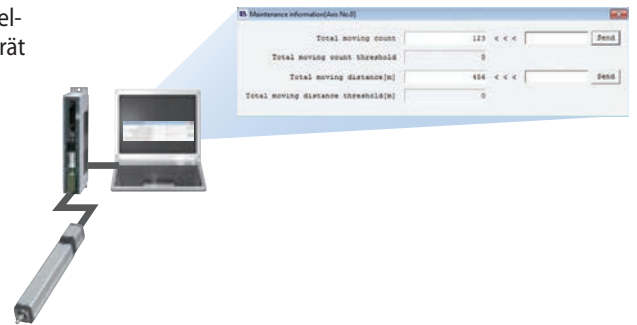 el-
rät
Maintenance information[Axis No.0]
Total moving count 123 < < < Send
Total moving count threshold 0
Total moving distance[m] 456 < < < Send
Total moving distance threshold[m] 0